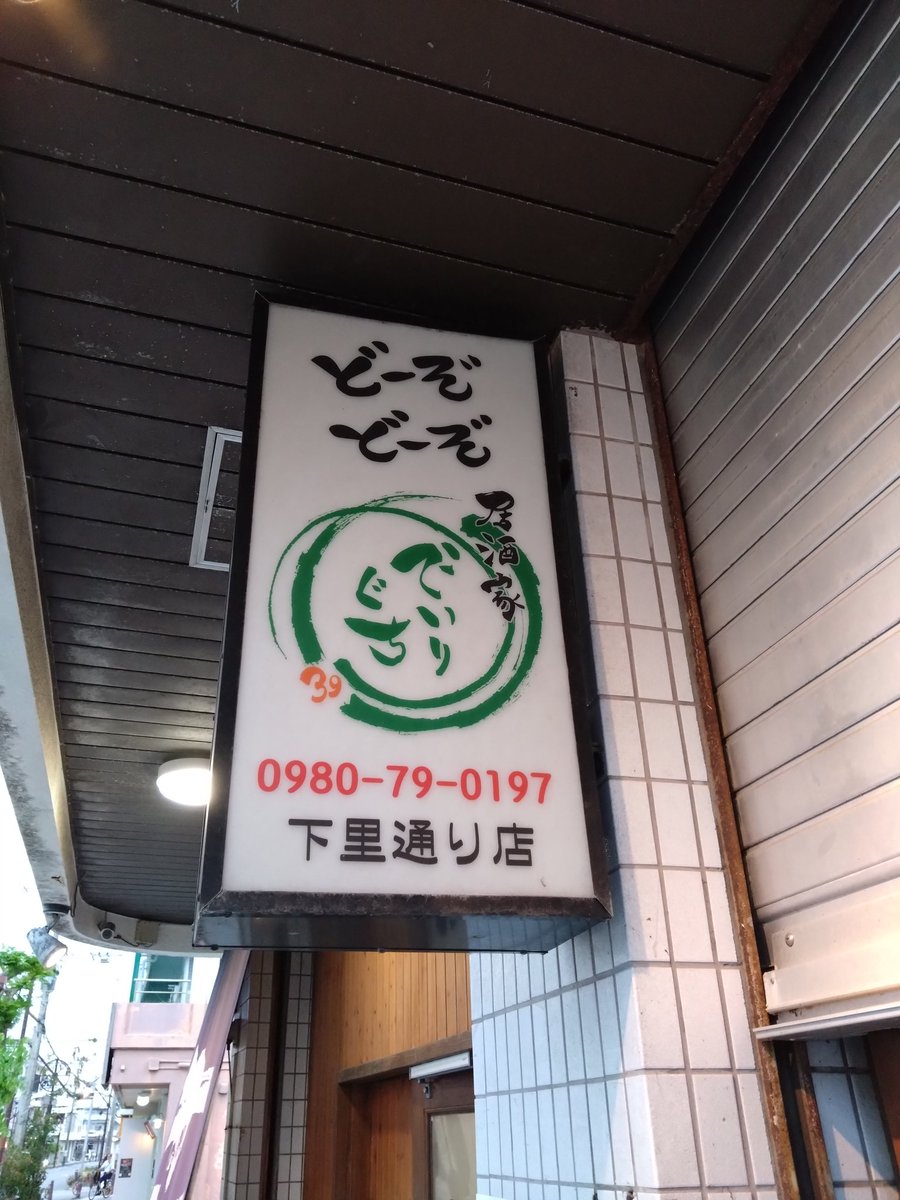 どーぞ
どーぞ
居酒家
でいり
ぐち
39
0980-79-0197
下里通り店